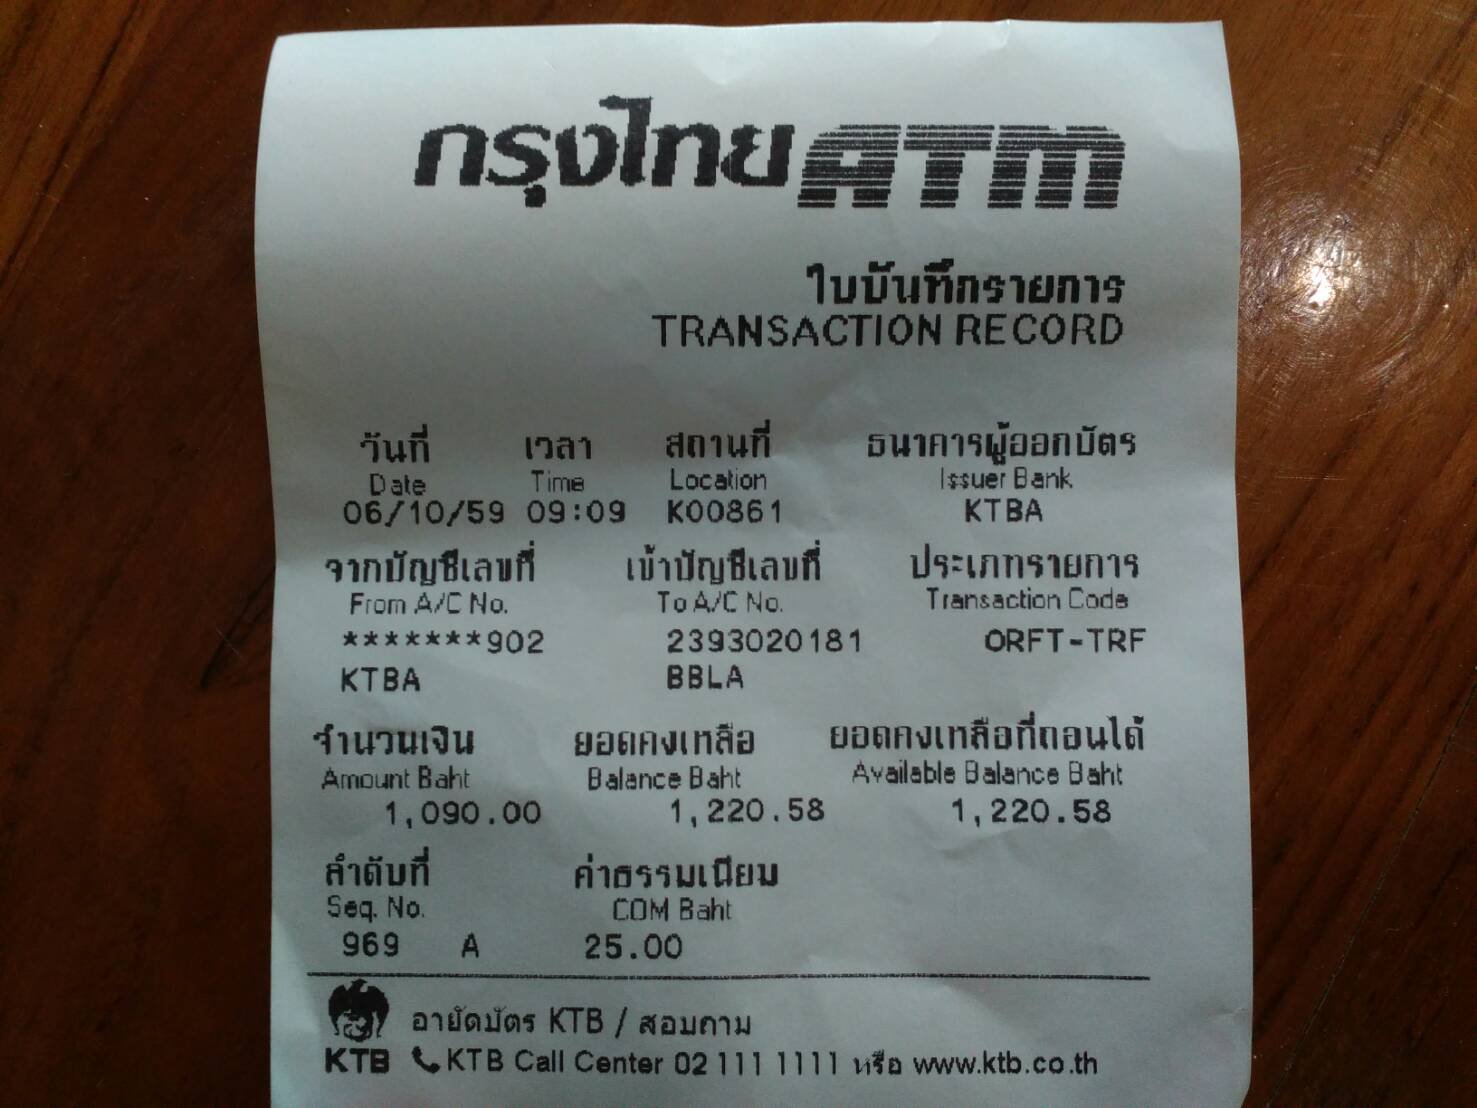 กรุงไทย ATM
ใบบันทึกรายการ
TRANSACTION RECORD
วันที่ เวลา สถานที่ ธนาคารผู้ออกบัตร
Date Time Location Issuer Bank
06/10/59 09:09 K00861 KTBA
จากบัญชีเลขที่ เข้าบัญชีเลขที่ ประเภทรายการ
From A/C No. To A/C No. Transaction Code
*******902 2393020181 ORFT-TRF
KTBA BBLA
จำนวนเงิน ยอดคงเหลือ ยอดคงเหลือที่ถอนได้
Amount Baht Balance Baht Available Balance Baht
1,090.00 1,220.58 1,220.58
ลำดับที่ ค่าธรรมเนียม
Seq. No. COM Baht
969 A 25.00
อายัดบัตร KTB / สอบถาม
KTB KTB Call Center 02 111 1111 หรือ www.ktb.co.th